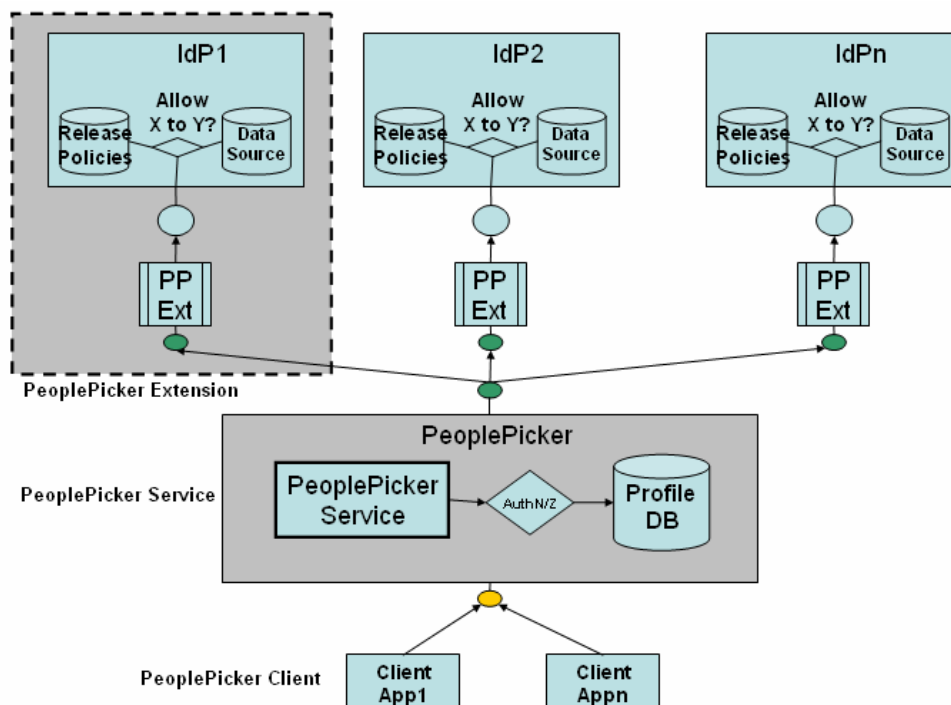 IdP1
Allow
X to Y?
Release
Policies
Data
Source
IdP2
Allow
X to Y?
Release
Policies
Data
Source
IdPn
Allow
X to Y?
Release
Policies
Data
Source
PP
Ext
PP
Ext
PP
Ext
PeoplePicker Extension
PeoplePicker
PeoplePicker Service
PeoplePicker
Service
AuthN/Z
Profile
DB
PeoplePicker Client
Client
App1
Client
Appn